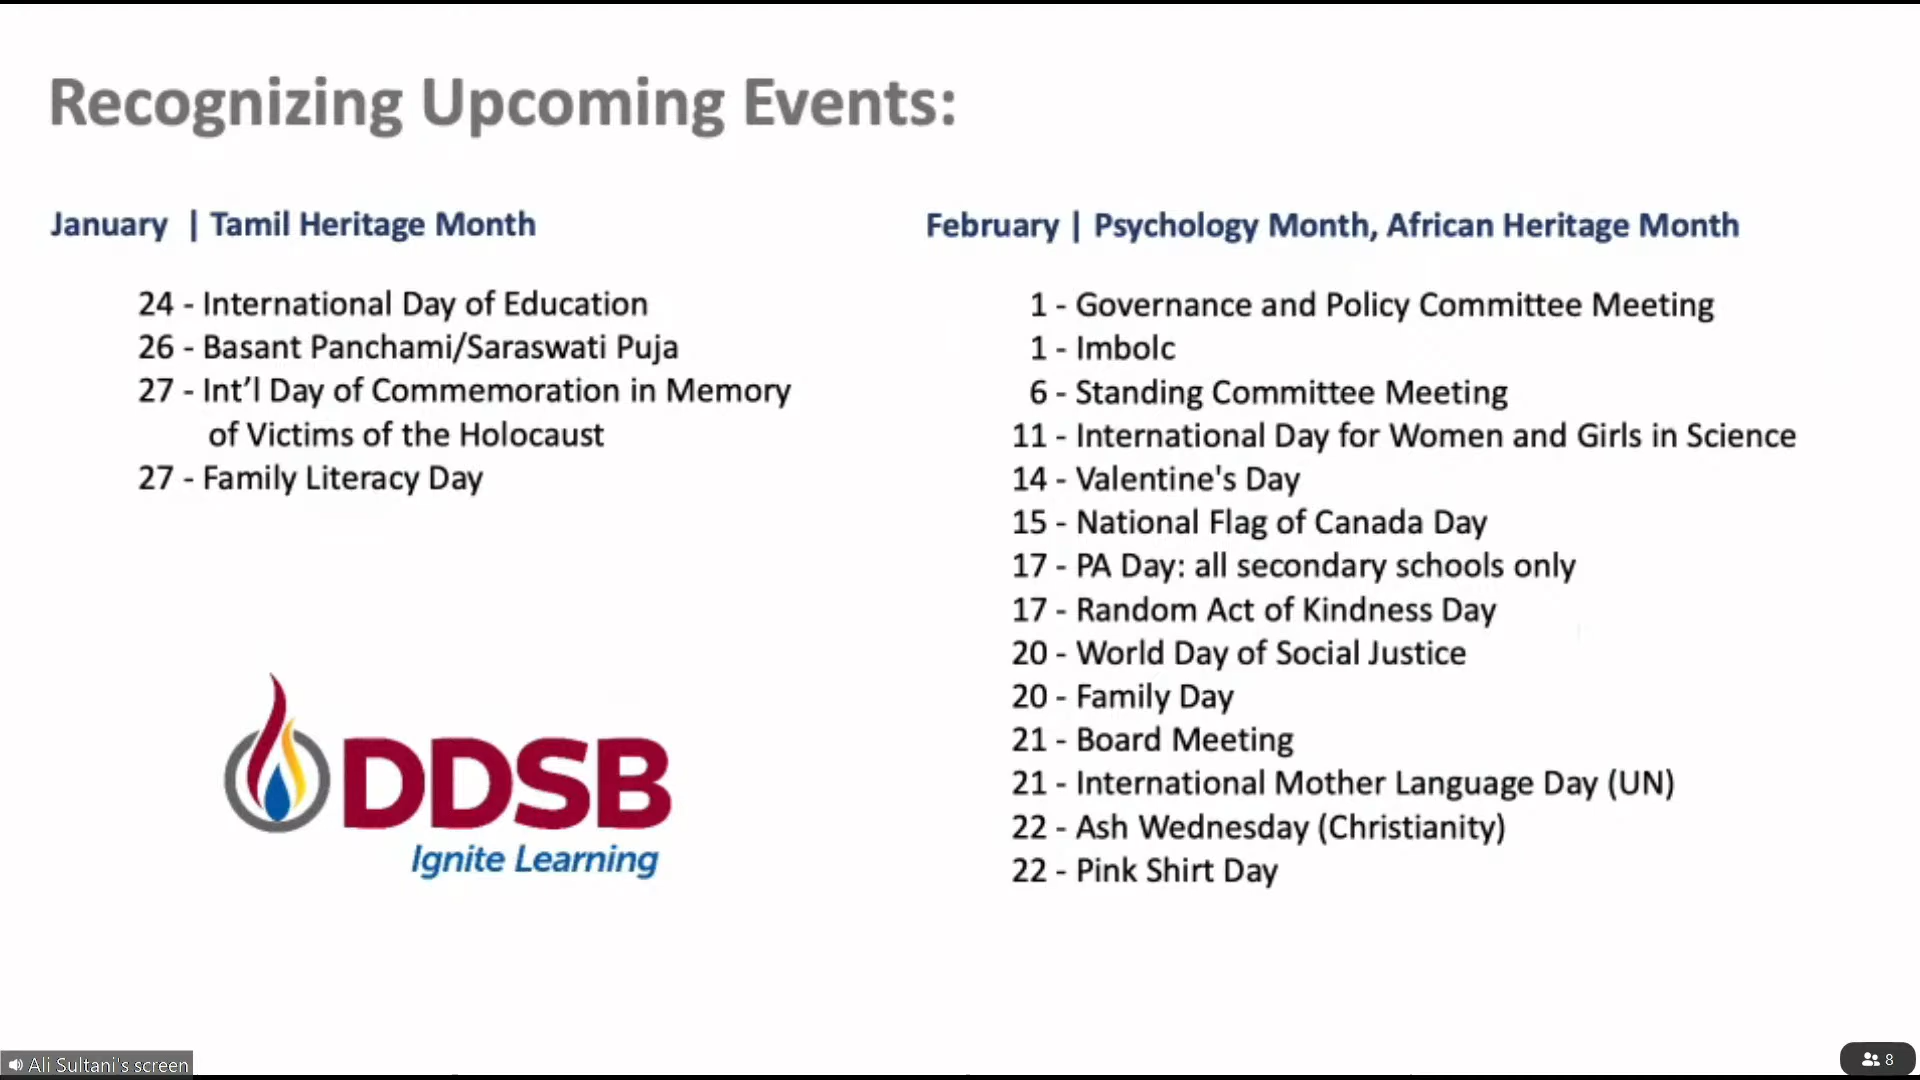 Recognizing Upcoming Events:
January | Tamil Heritage Month
24 - International Day of Education
26 - Basant Panchami/Saraswati Puja
27 - Int’l Day of Commemoration in Memory
of Victims of the Holocaust
27 - Family Literacy Day
DDSB
Ignite Learning
February | Psychology Month, African Heritage Month
1 - Governance and Policy Committee Meeting
1 - Imbolc
6 - Standing Committee Meeting
11 - International Day for Women and Girls in Science
14 - Valentine's Day
15 - National Flag of Canada Day
17 - PA Day: all secondary schools only
17 - Random Act of Kindness Day
20 - World Day of Social Justice
20 - Family Day
21 - Board Meeting
21 - International Mother Language Day (UN)
22 - Ash Wednesday (Christianity)
22 - Pink Shirt Day
Ali Sultani's screen
8